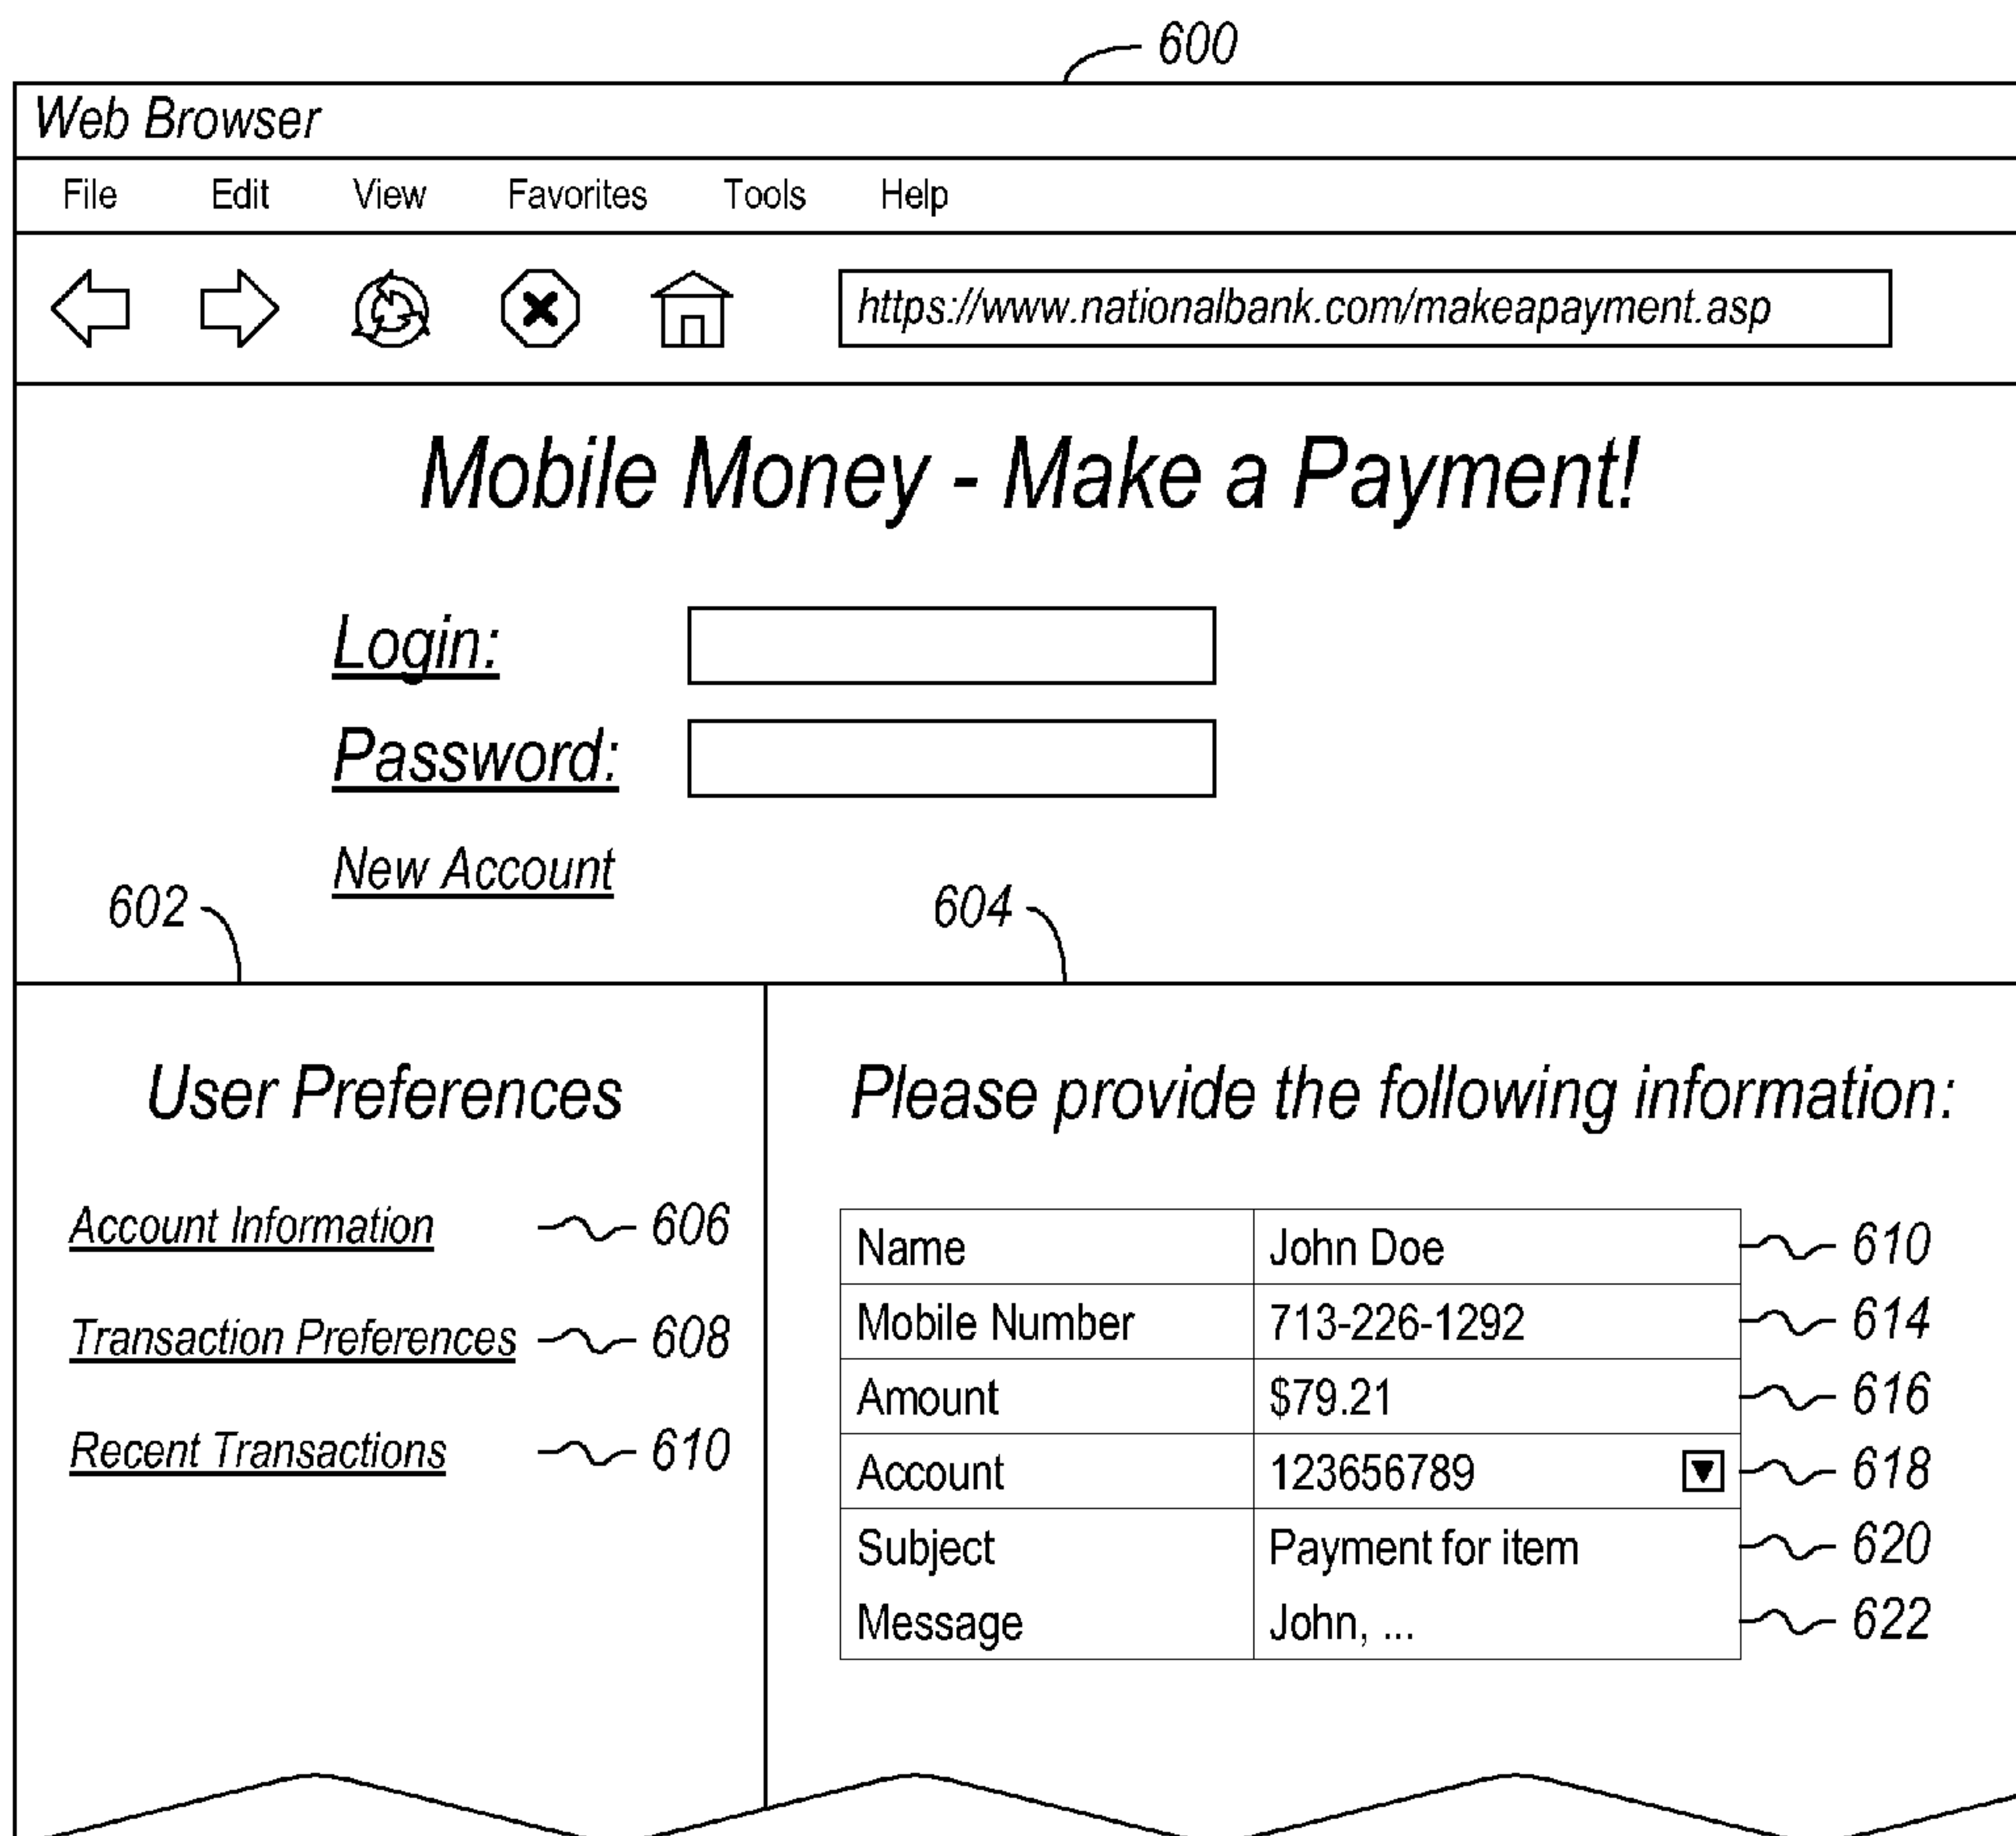 600
Web Browser
File Edit View Favorites Tools Help
https://www.nationalbank.com/makeapayment.asp
Mobile Money - Make a Payment!
Login:
Password:
New Account
602
604
User Preferences
Account Information 606
Transaction Preferences 608
Recent Transactions 610
Please provide the following information:
Name John Doe 610
Mobile Number 713-226-1292 614
Amount $79.21 616
Account 123656789 618
Subject Payment for item 620
Message John, ... 622